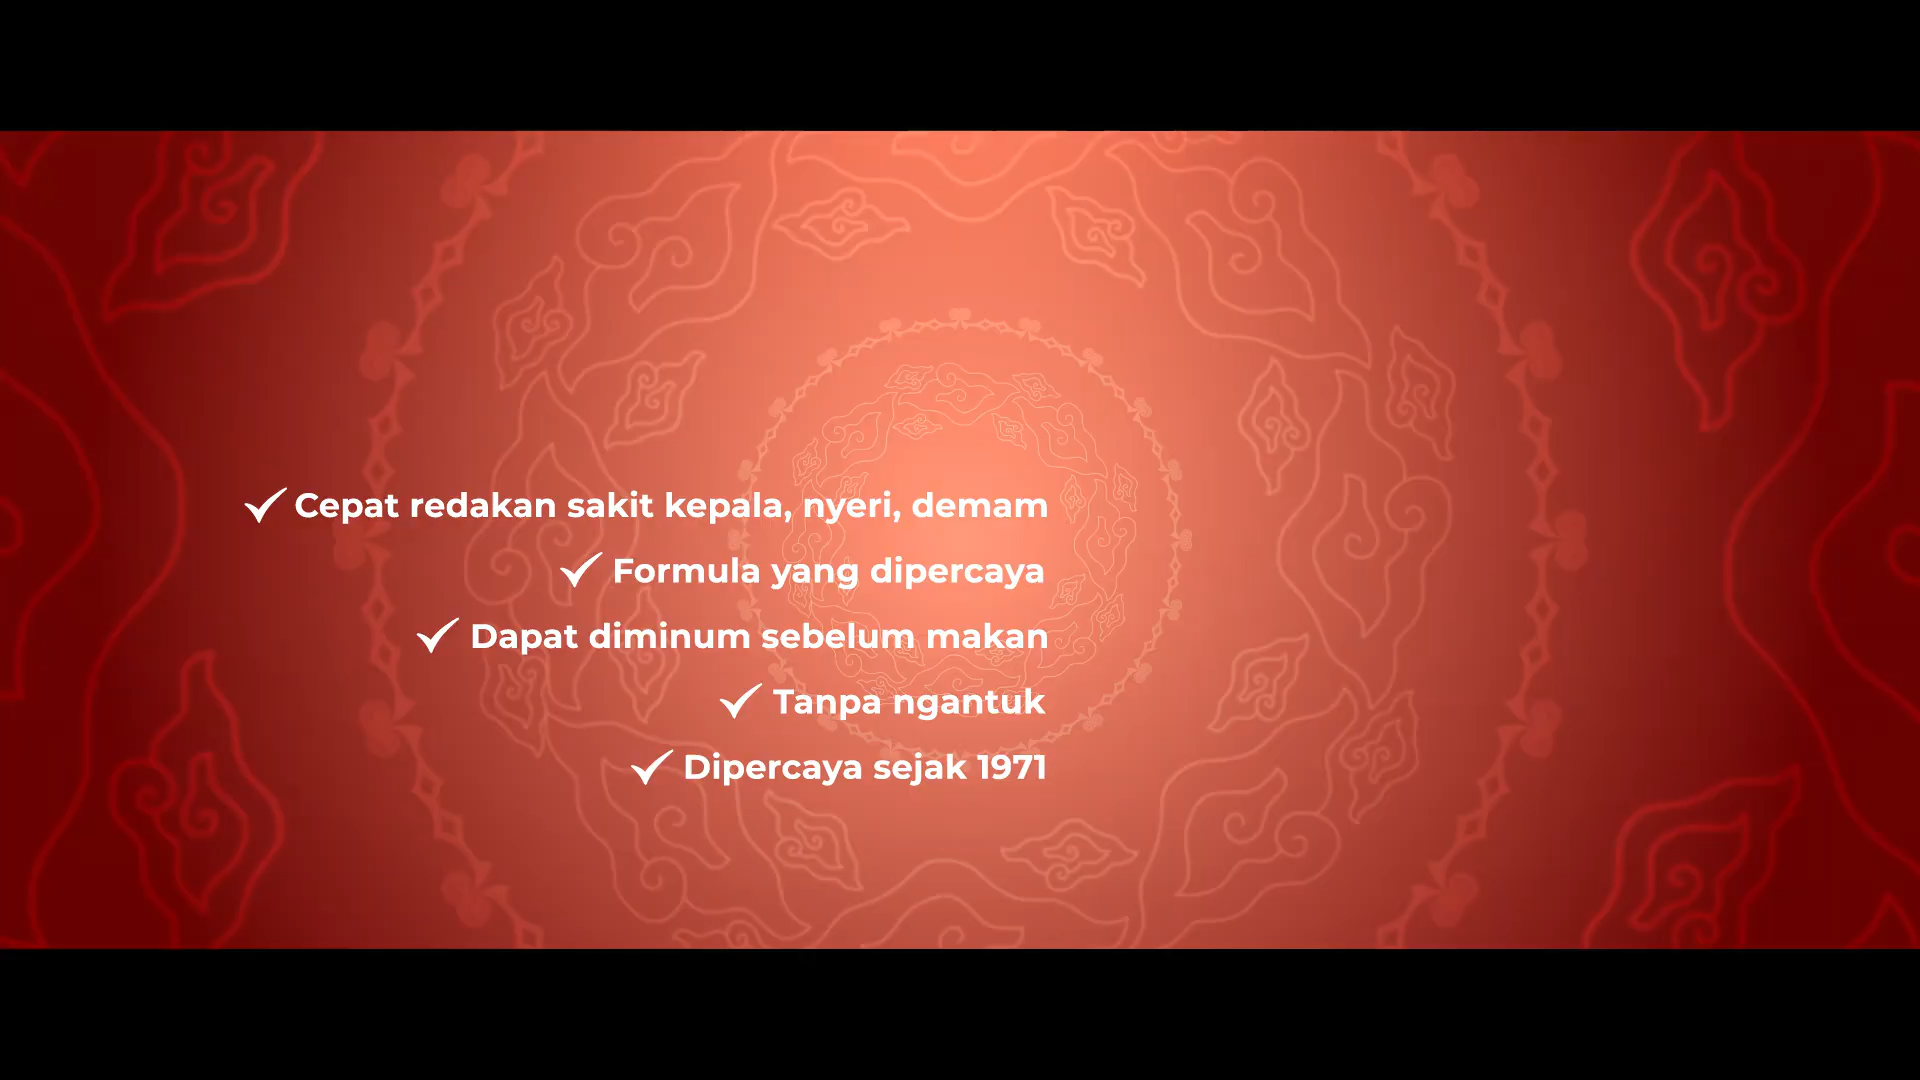 Cepat redakan sakit kepala, nyeri, demam
Formula yang dipercaya
Dapat diminum sebelum makan
Tanpa ngantuk
Dipercaya sejak 1971